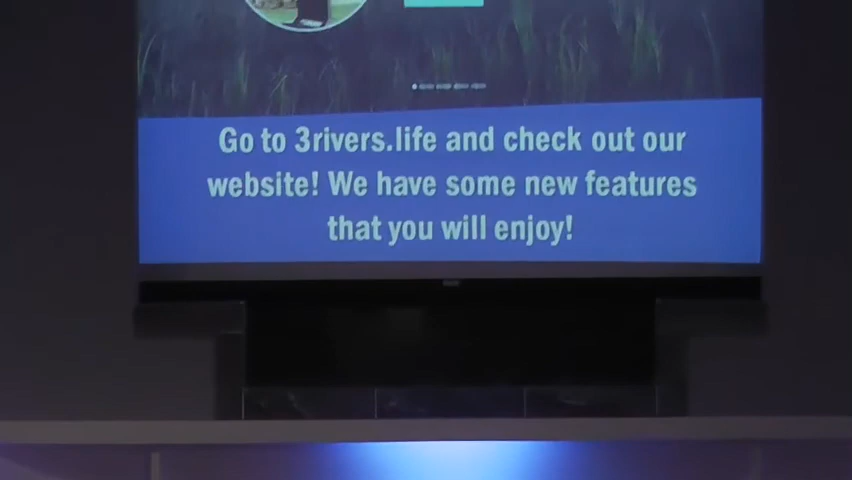 Go to 3rivers.life and check out our
website! We have some new features
that you will enjoy!